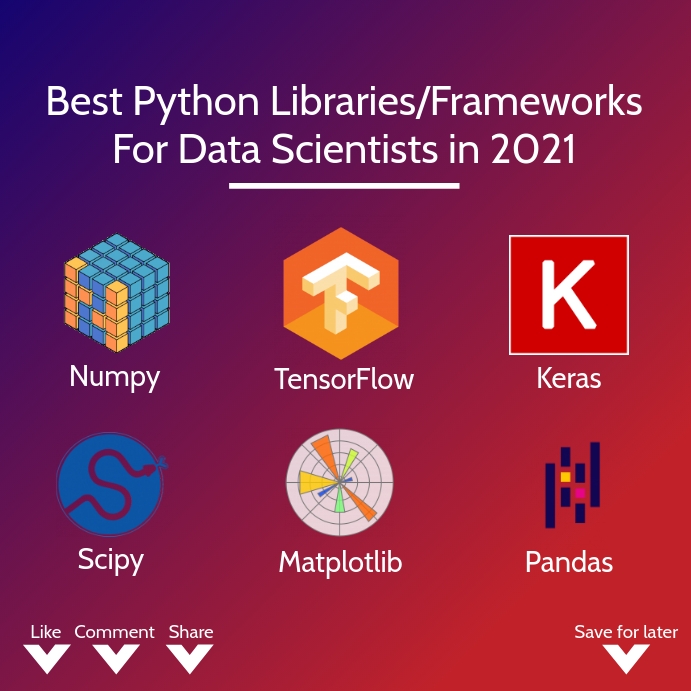 Best Python Libraries/Frameworks
For Data Scientists in 2021
K
Numpy
TensorFlow
Keras
Scipy
Matplotlib
Pandas
Like Comment Share
Save for later